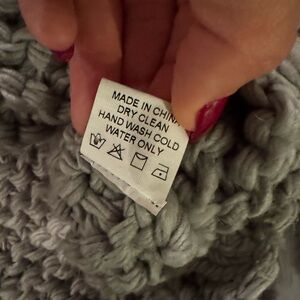 MADE IN CHINA
DRY CLEAN
HAND WASH COLD
WATER ONLY